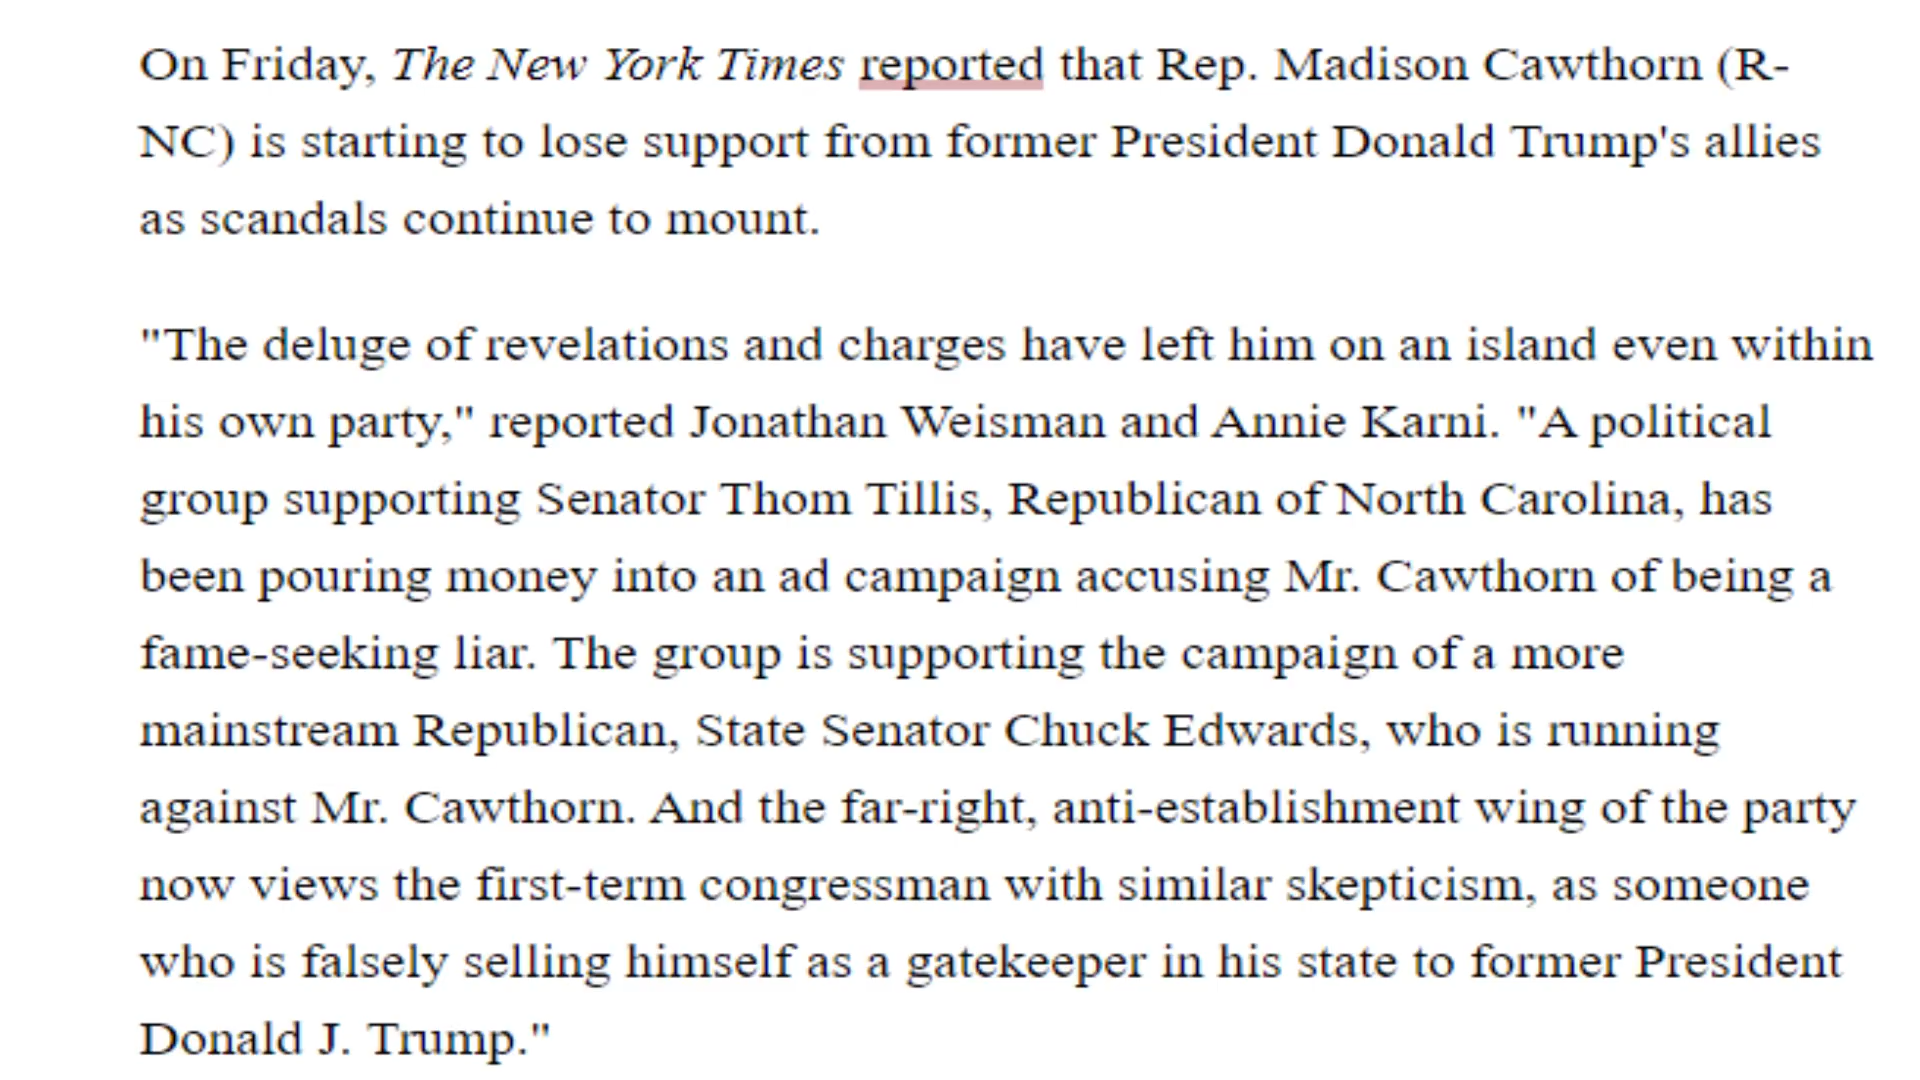 On Friday, The New York Times reported that Rep. Madison Cawthorn (R-
NC) is starting to lose support from former President Donald Trump's allies
as scandals continue to mount.
"The deluge of revelations and charges have left him on an island even within
his own party," reported Jonathan Weisman and Annie Karni. "A political
group supporting Senator Thom Tillis, Republican of North Carolina, has
been pouring money into an ad campaign accusing Mr. Cawthorn of being a
fame-seeking liar. The group is supporting the campaign of a more
mainstream Republican, State Senator Chuck Edwards, who is running
against Mr. Cawthorn. And the far-right, anti-establishment wing of the party
now views the first-term congressman with similar skepticism, as someone
who is falsely selling himself as a gatekeeper in his state to former President
Donald J. Trump."